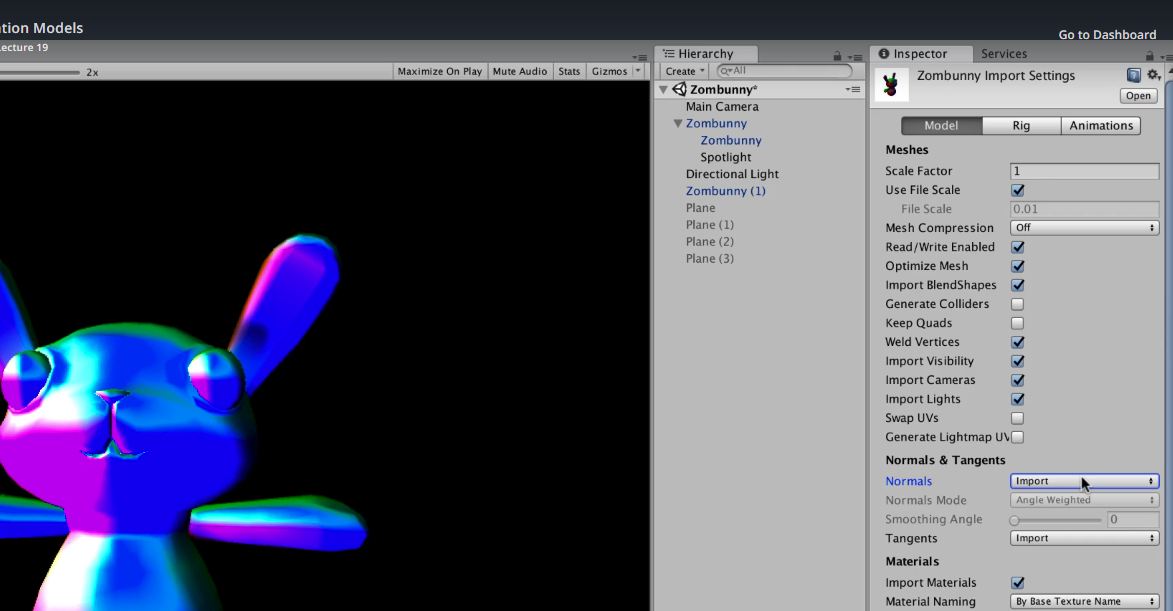 tion Models
ecture 19
Go to Dashboard
2x
Maximize On Play
Mute Audio
Stats
Gizmos
Hierarchy
Create
All
Zombunny*
Main Camera
Zombunny
Zombunny
Spotlight
Directional Light
Zombunny (1)
Plane
Plane (1)
Plane (2)
Plane (3)
Inspector
Services
Zombunny Import Settings
Open
Model
Rig
Animations
Meshes
Scale Factor
1
Use File Scale
File Scale
0.01
Mesh Compression
Off
Read/Write Enabled
Optimize Mesh
Import BlendShapes
Generate Colliders
Keep Quads
Weld Vertices
Import Visibility
Import Cameras
Import Lights
Swap UVs
Generate Lightmap UV
Normals & Tangents
Normals
Import
Normals Mode
Angle Weighted
Smoothing Angle
0
Tangents
Import
Materials
Import Materials
Material Naming
By Base Texture Name